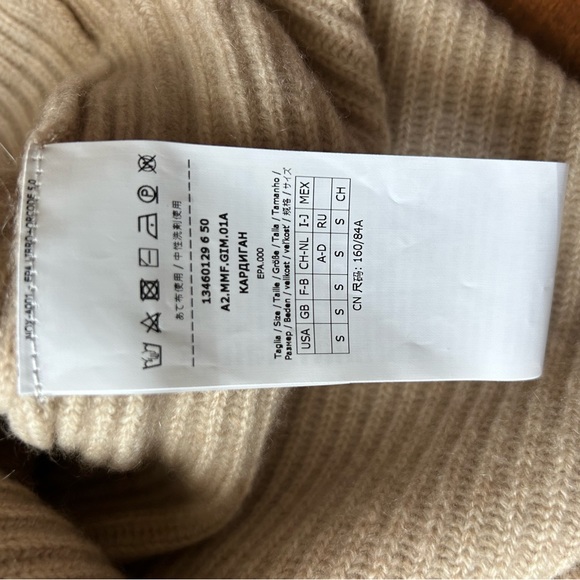 あて布使用 / 中性洗剤使用
13460129 6 50
A2.MMF.GIM.01A
КАРДИГАН
EPA.000
Taglia / Size / Taille / Größe / Talla / Tamanho /
Размер / Beden / velikost / veľkosť / 规格 / サイズ
USA GB F-B CH-NL I-J MEX
A-D RU
S S S S S S CH
CN 尺码: 160/84A